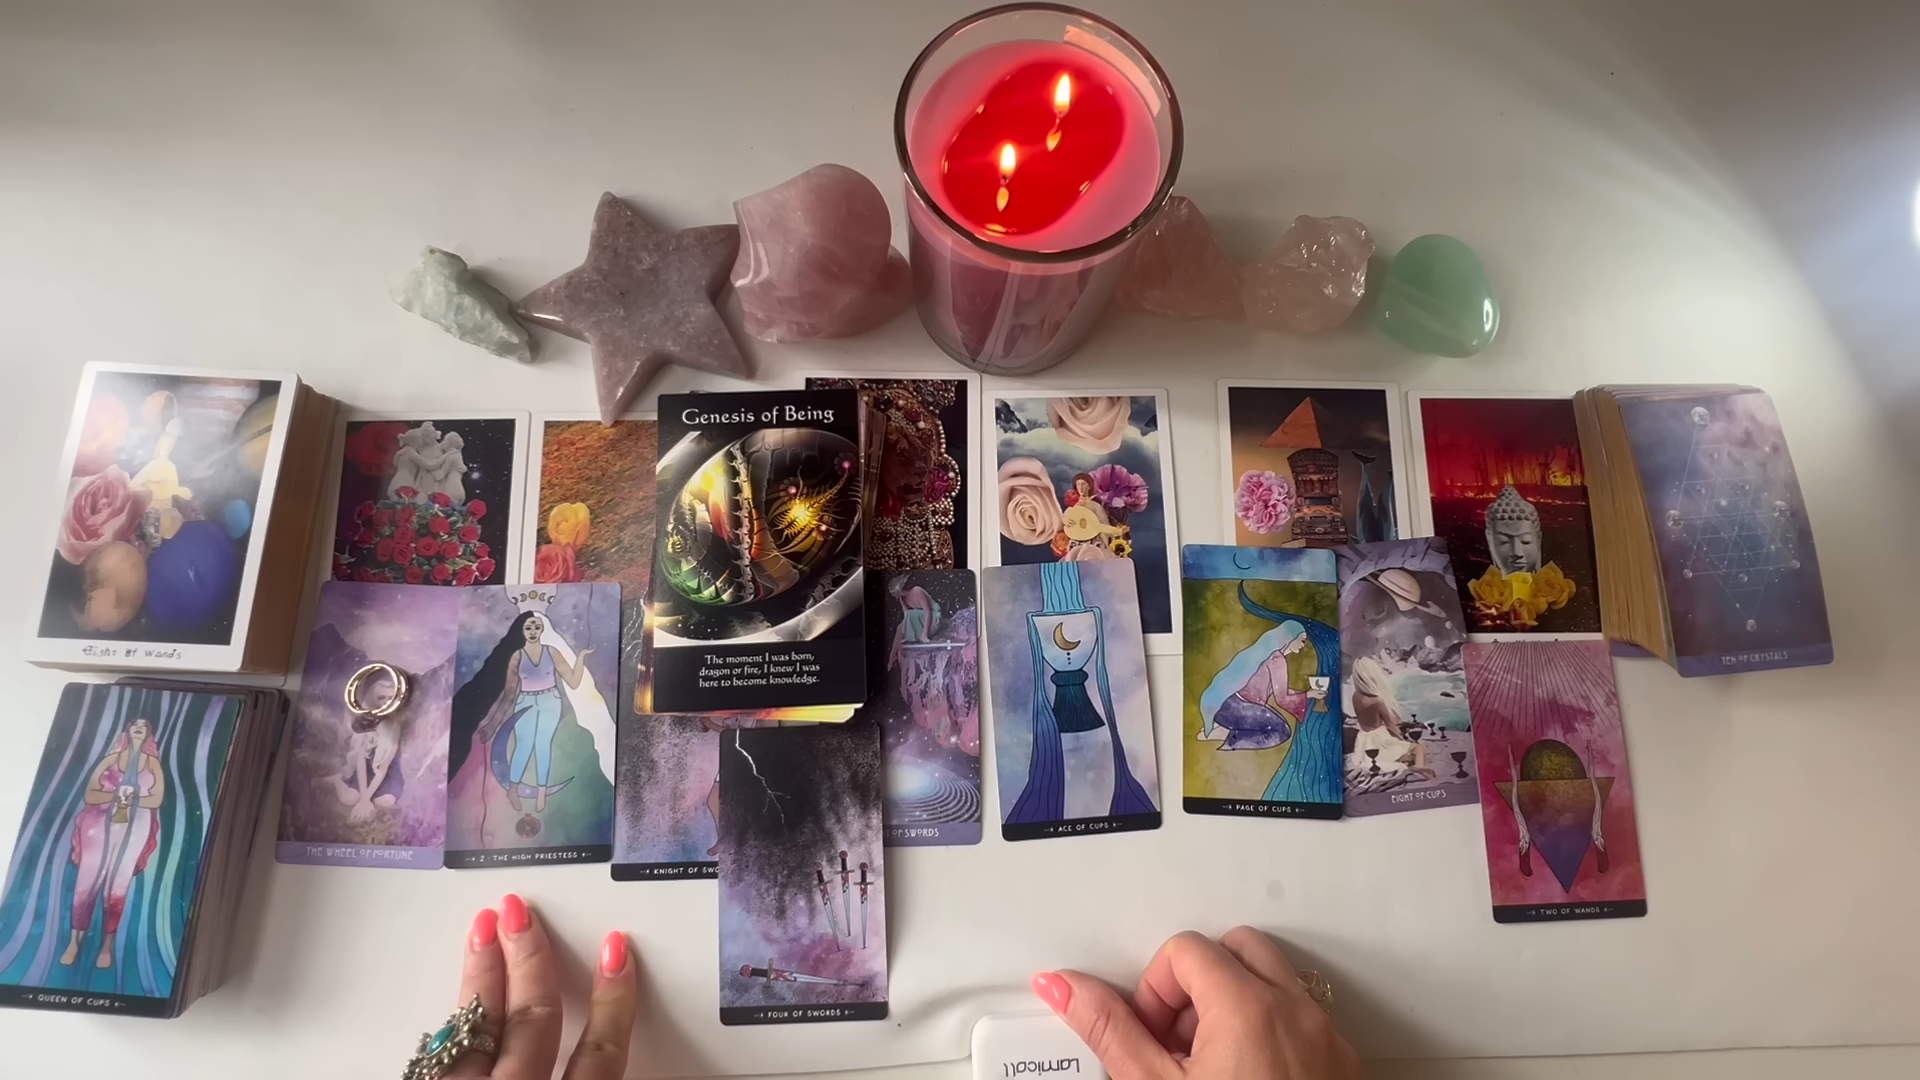 Genesis of Being
The moment I was born,
dragon or fire, I knew I was
here to become knowledge.
Eight of Wands
TEN OF CRYSTALS
THE WHEEL OF FORTUNE
2 - THE HIGH PRIESTESS
KNIGHT OF SWO
T OF SWORDS
ACE OF CUPS
PAGE OF CUPS
EIGHT OF CUPS
TWO OF WANDS
QUEEN OF CUPS
FOUR OF SWORDS
Lamicall